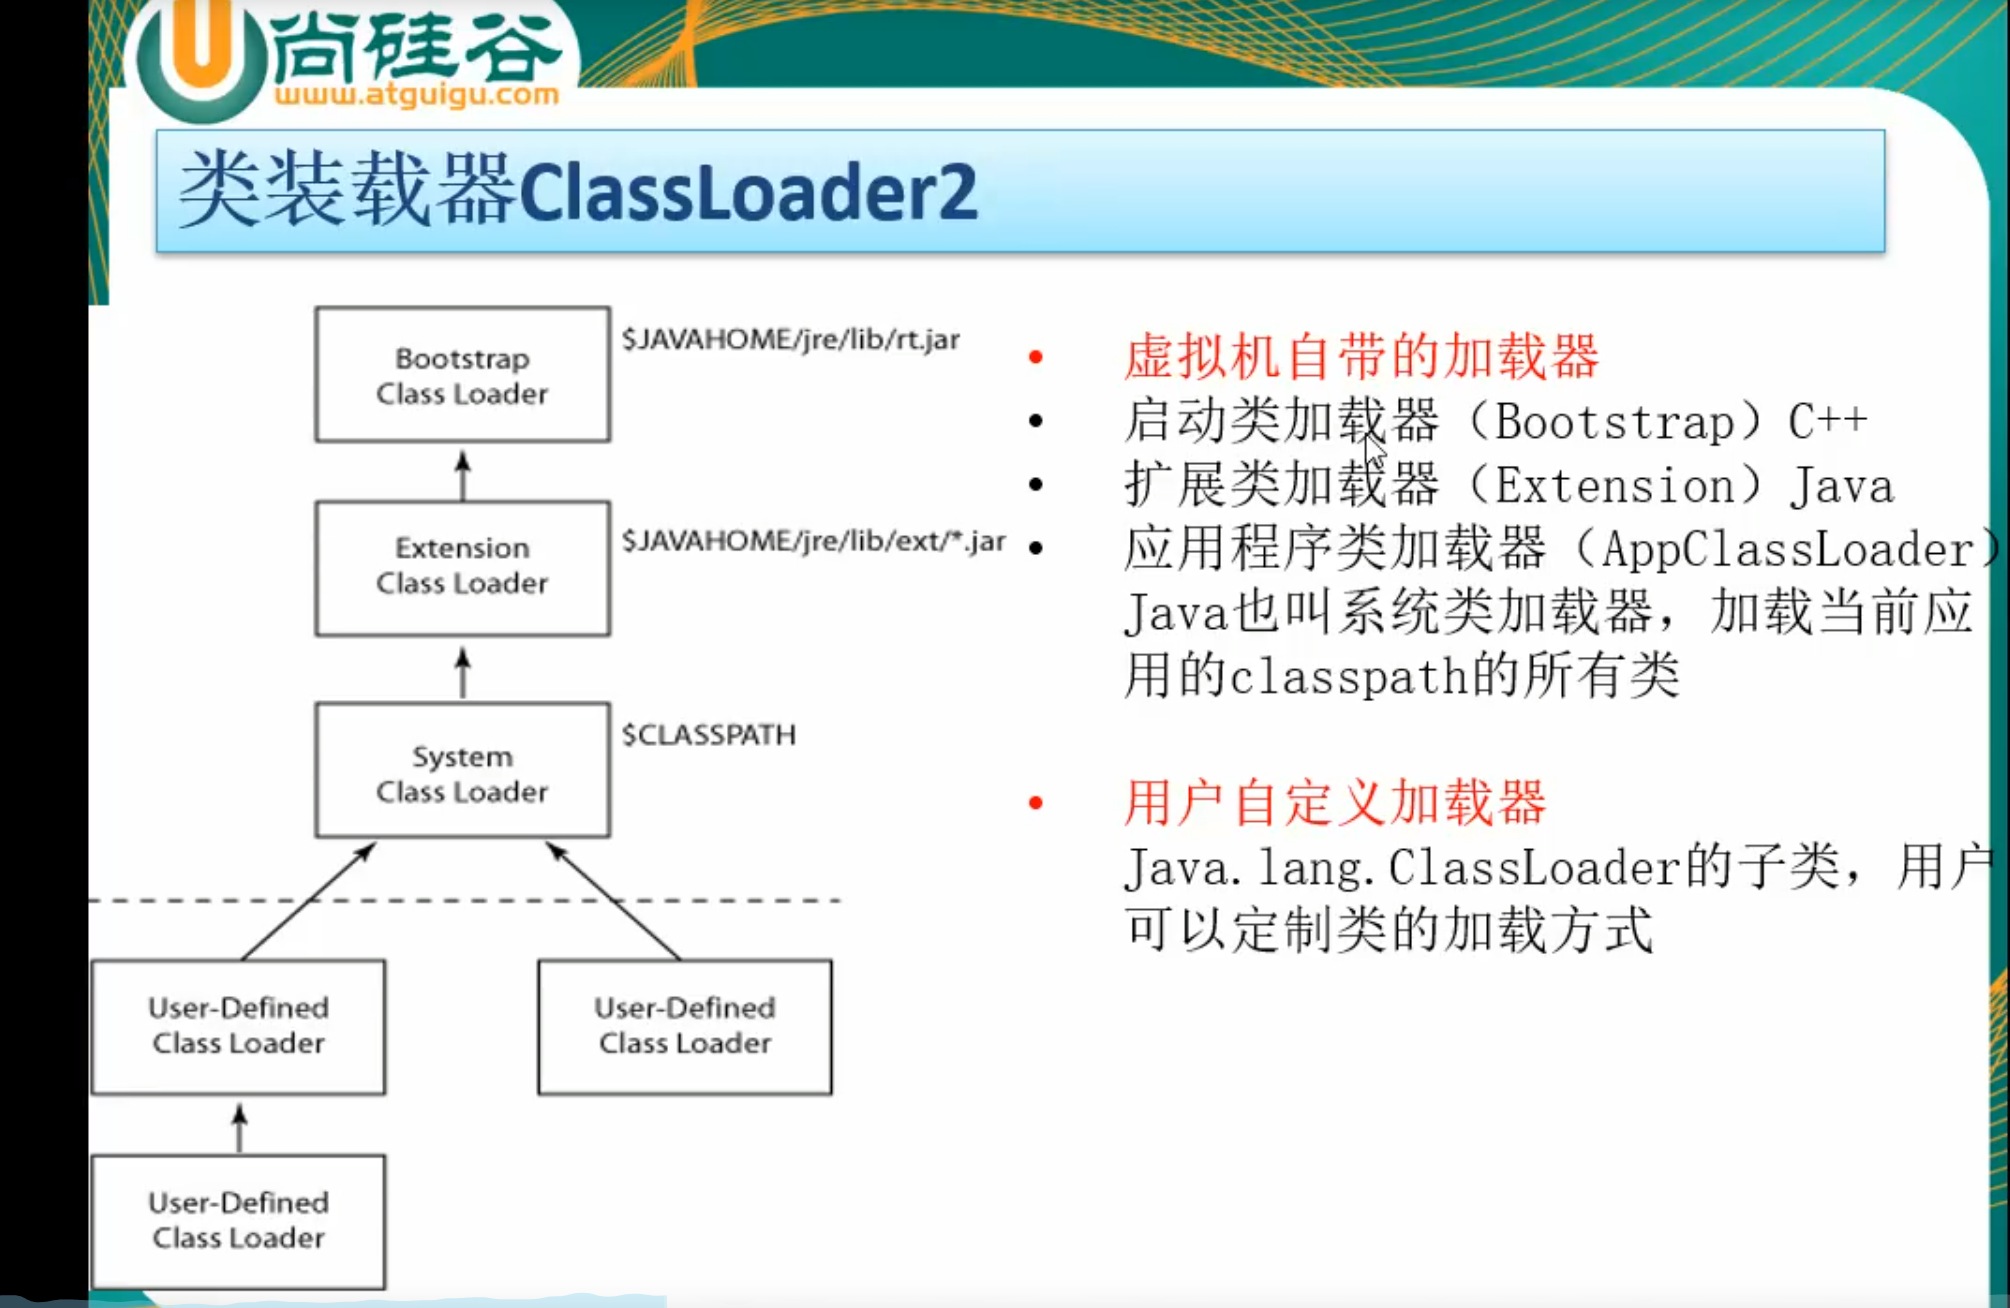 尚硅谷
www.atguigu.com
类装载器ClassLoader2
Bootstrap
Class Loader
$JAVAHOME/jre/lib/rt.jar
Extension
Class Loader
$JAVAHOME/jre/lib/ext/*.jar
System
Class Loader
$CLASSPATH
User-Defined
Class Loader
User-Defined
Class Loader
User-Defined
Class Loader
• 虚拟机自带的加载器
• 启动类加载器（Bootstrap）C++
• 扩展类加载器（Extension）Java
• 应用程序类加载器（AppClassLoader）
Java也叫系统类加载器，加载当前应
用的classpath的所有类
• 用户自定义加载器
Java.lang.ClassLoader的子类，用户
可以定制类的加载方式